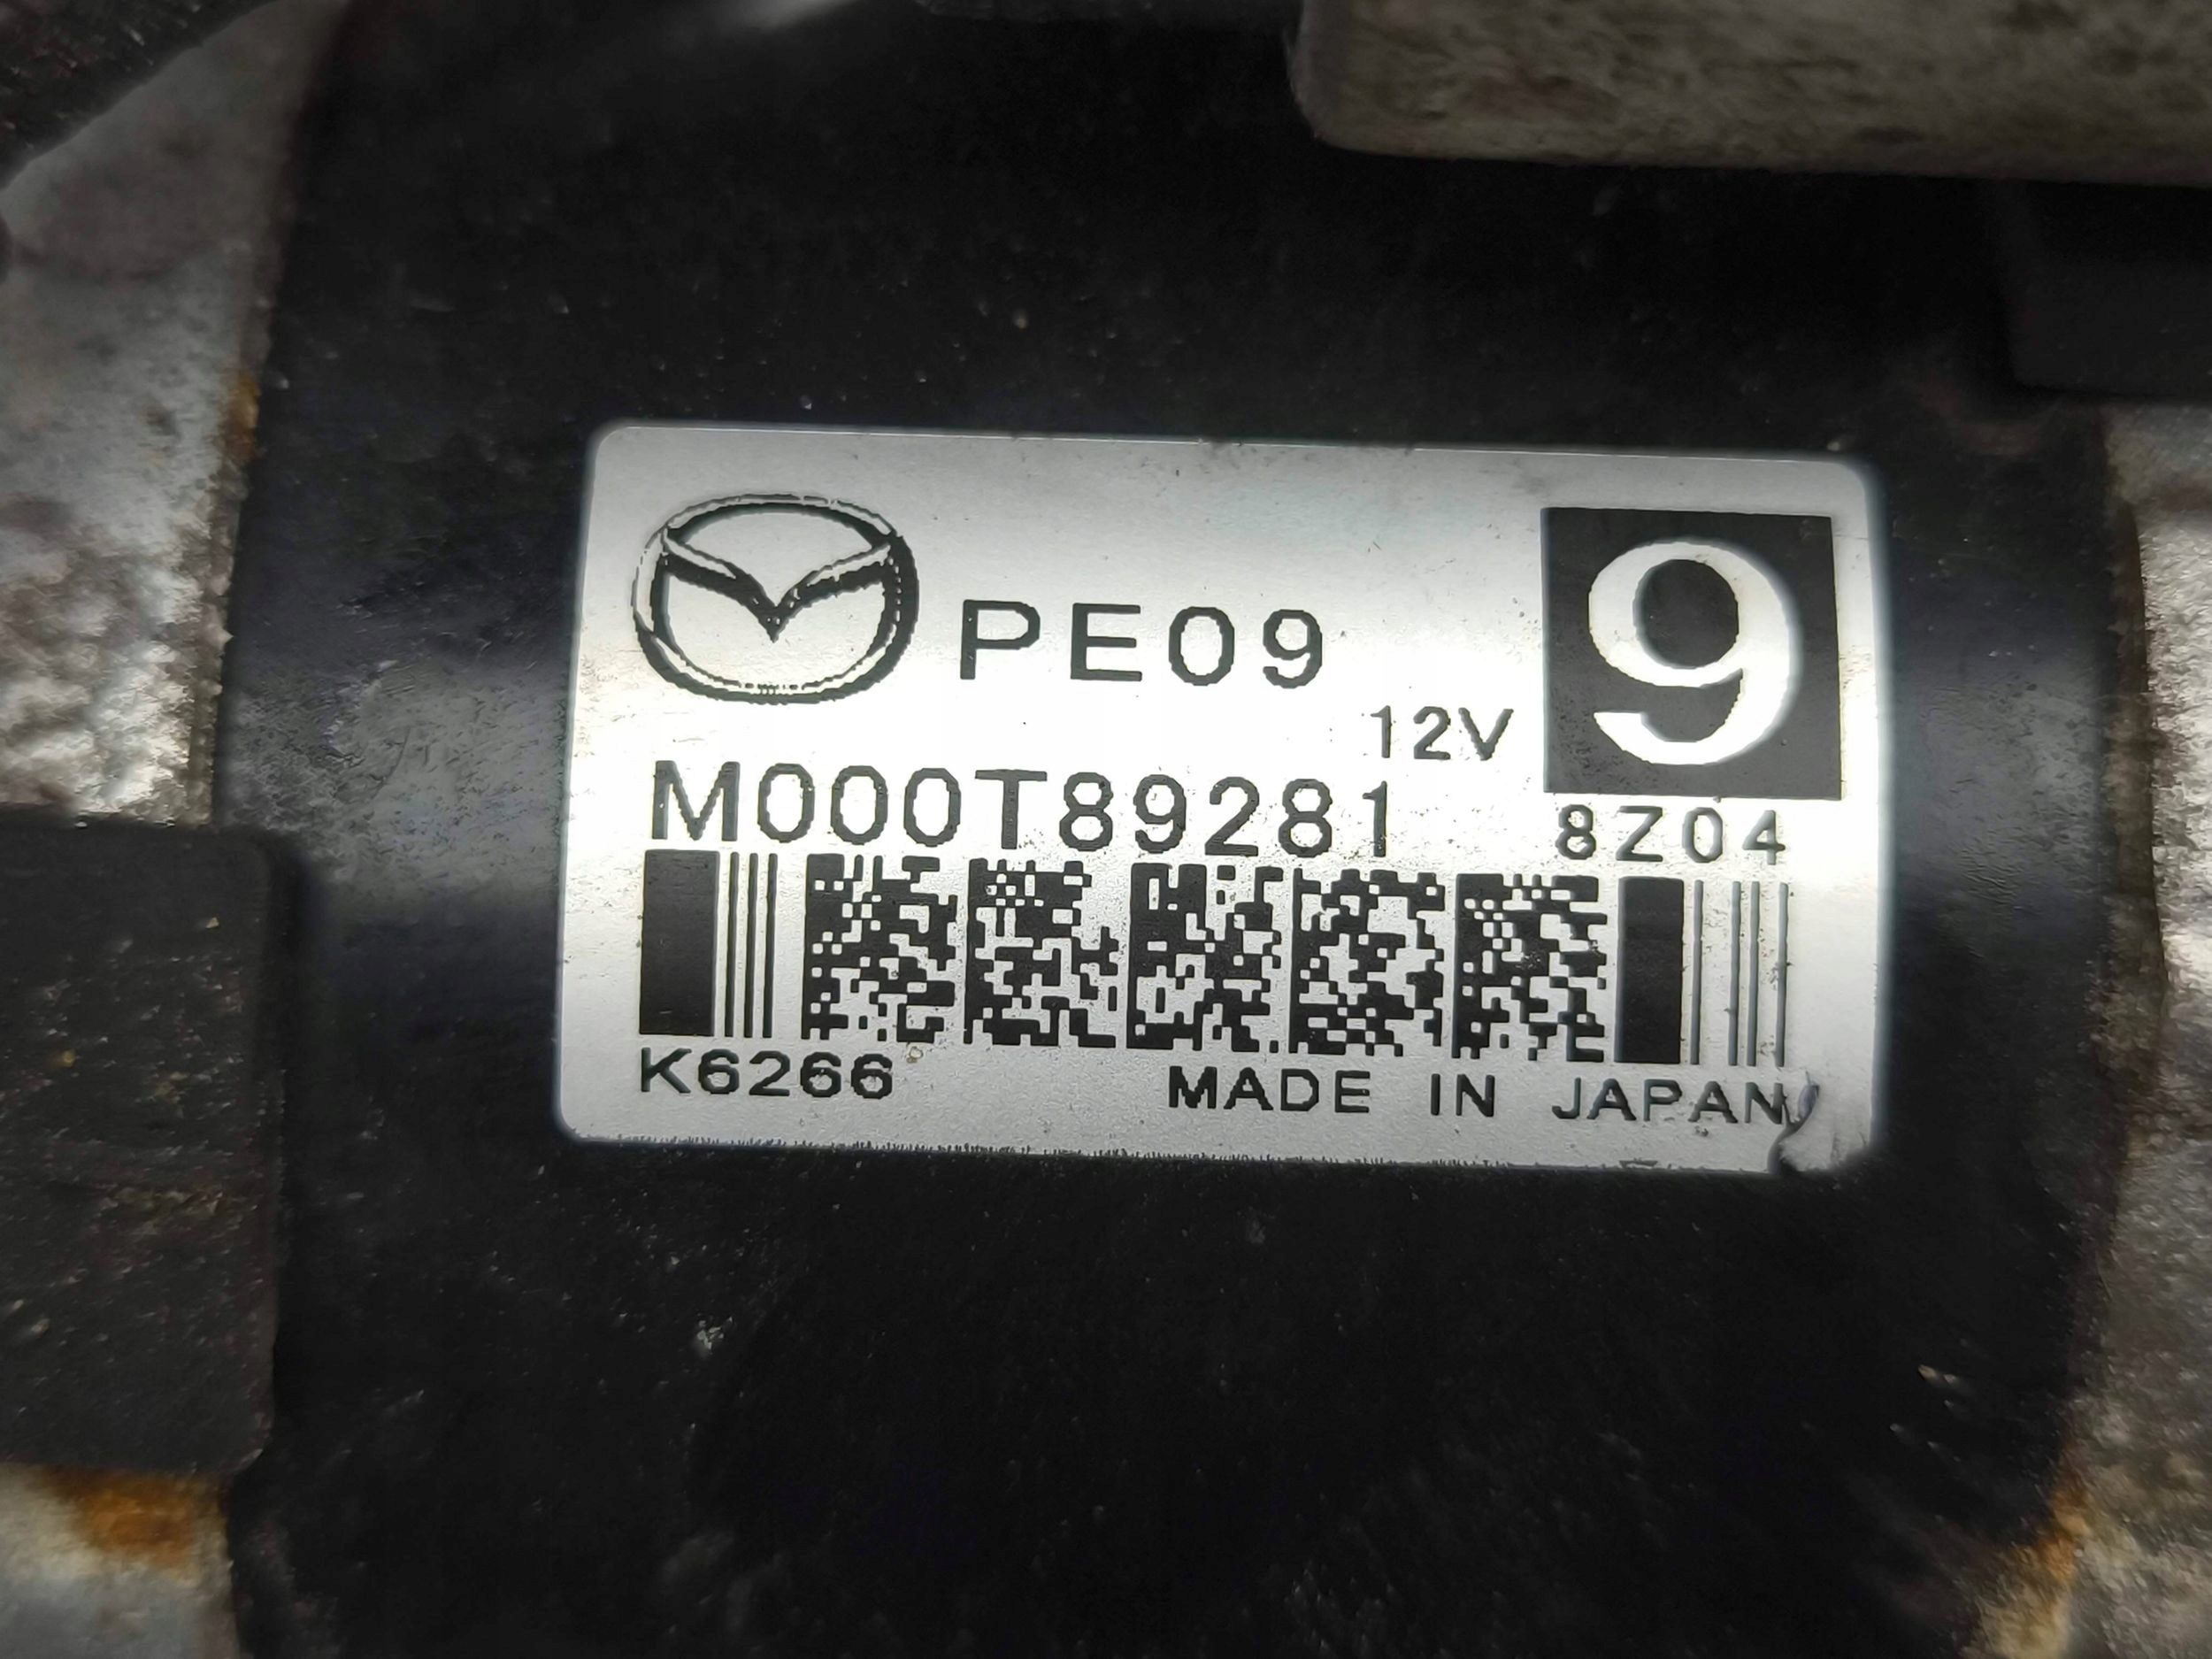 PE09
9
12V
M000T89281
8Z04
K6266
MADE IN JAPAN